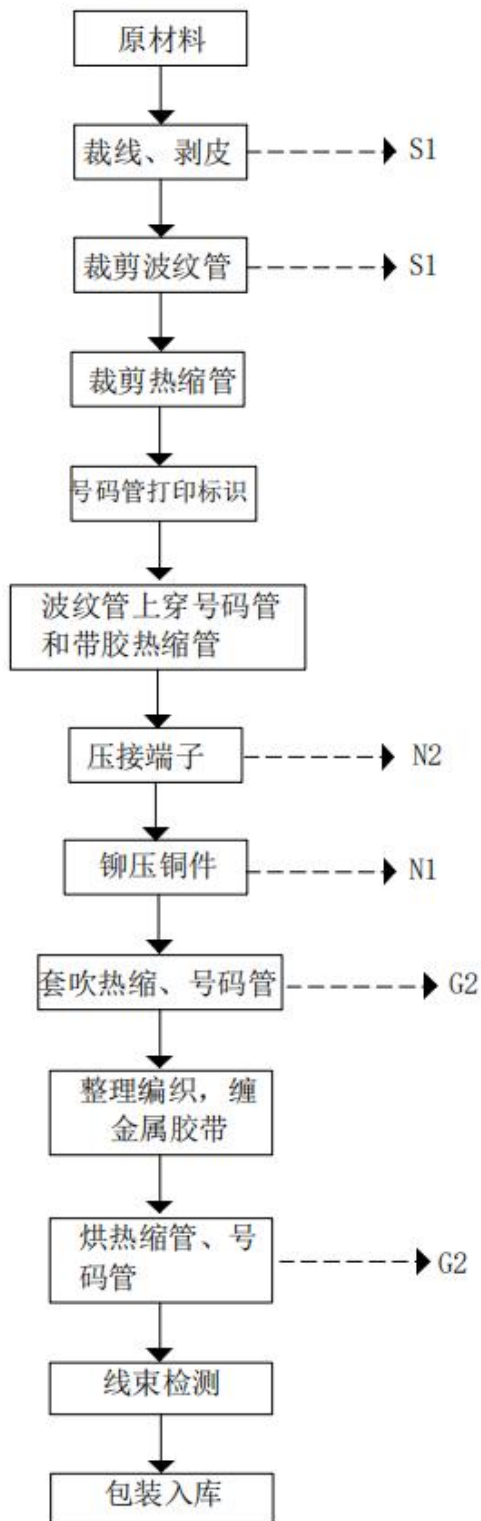 原材料
裁线、剥皮
S1
裁剪波纹管
S1
裁剪热缩管
号码管打印标识
波纹管上穿号码管
和带胶热缩管
压接端子
N2
铆压铜件
N1
套吹热缩、号码管
G2
整理编织，缠
金属胶带
烘热缩管、号
码管
G2
线束检测
包装入库